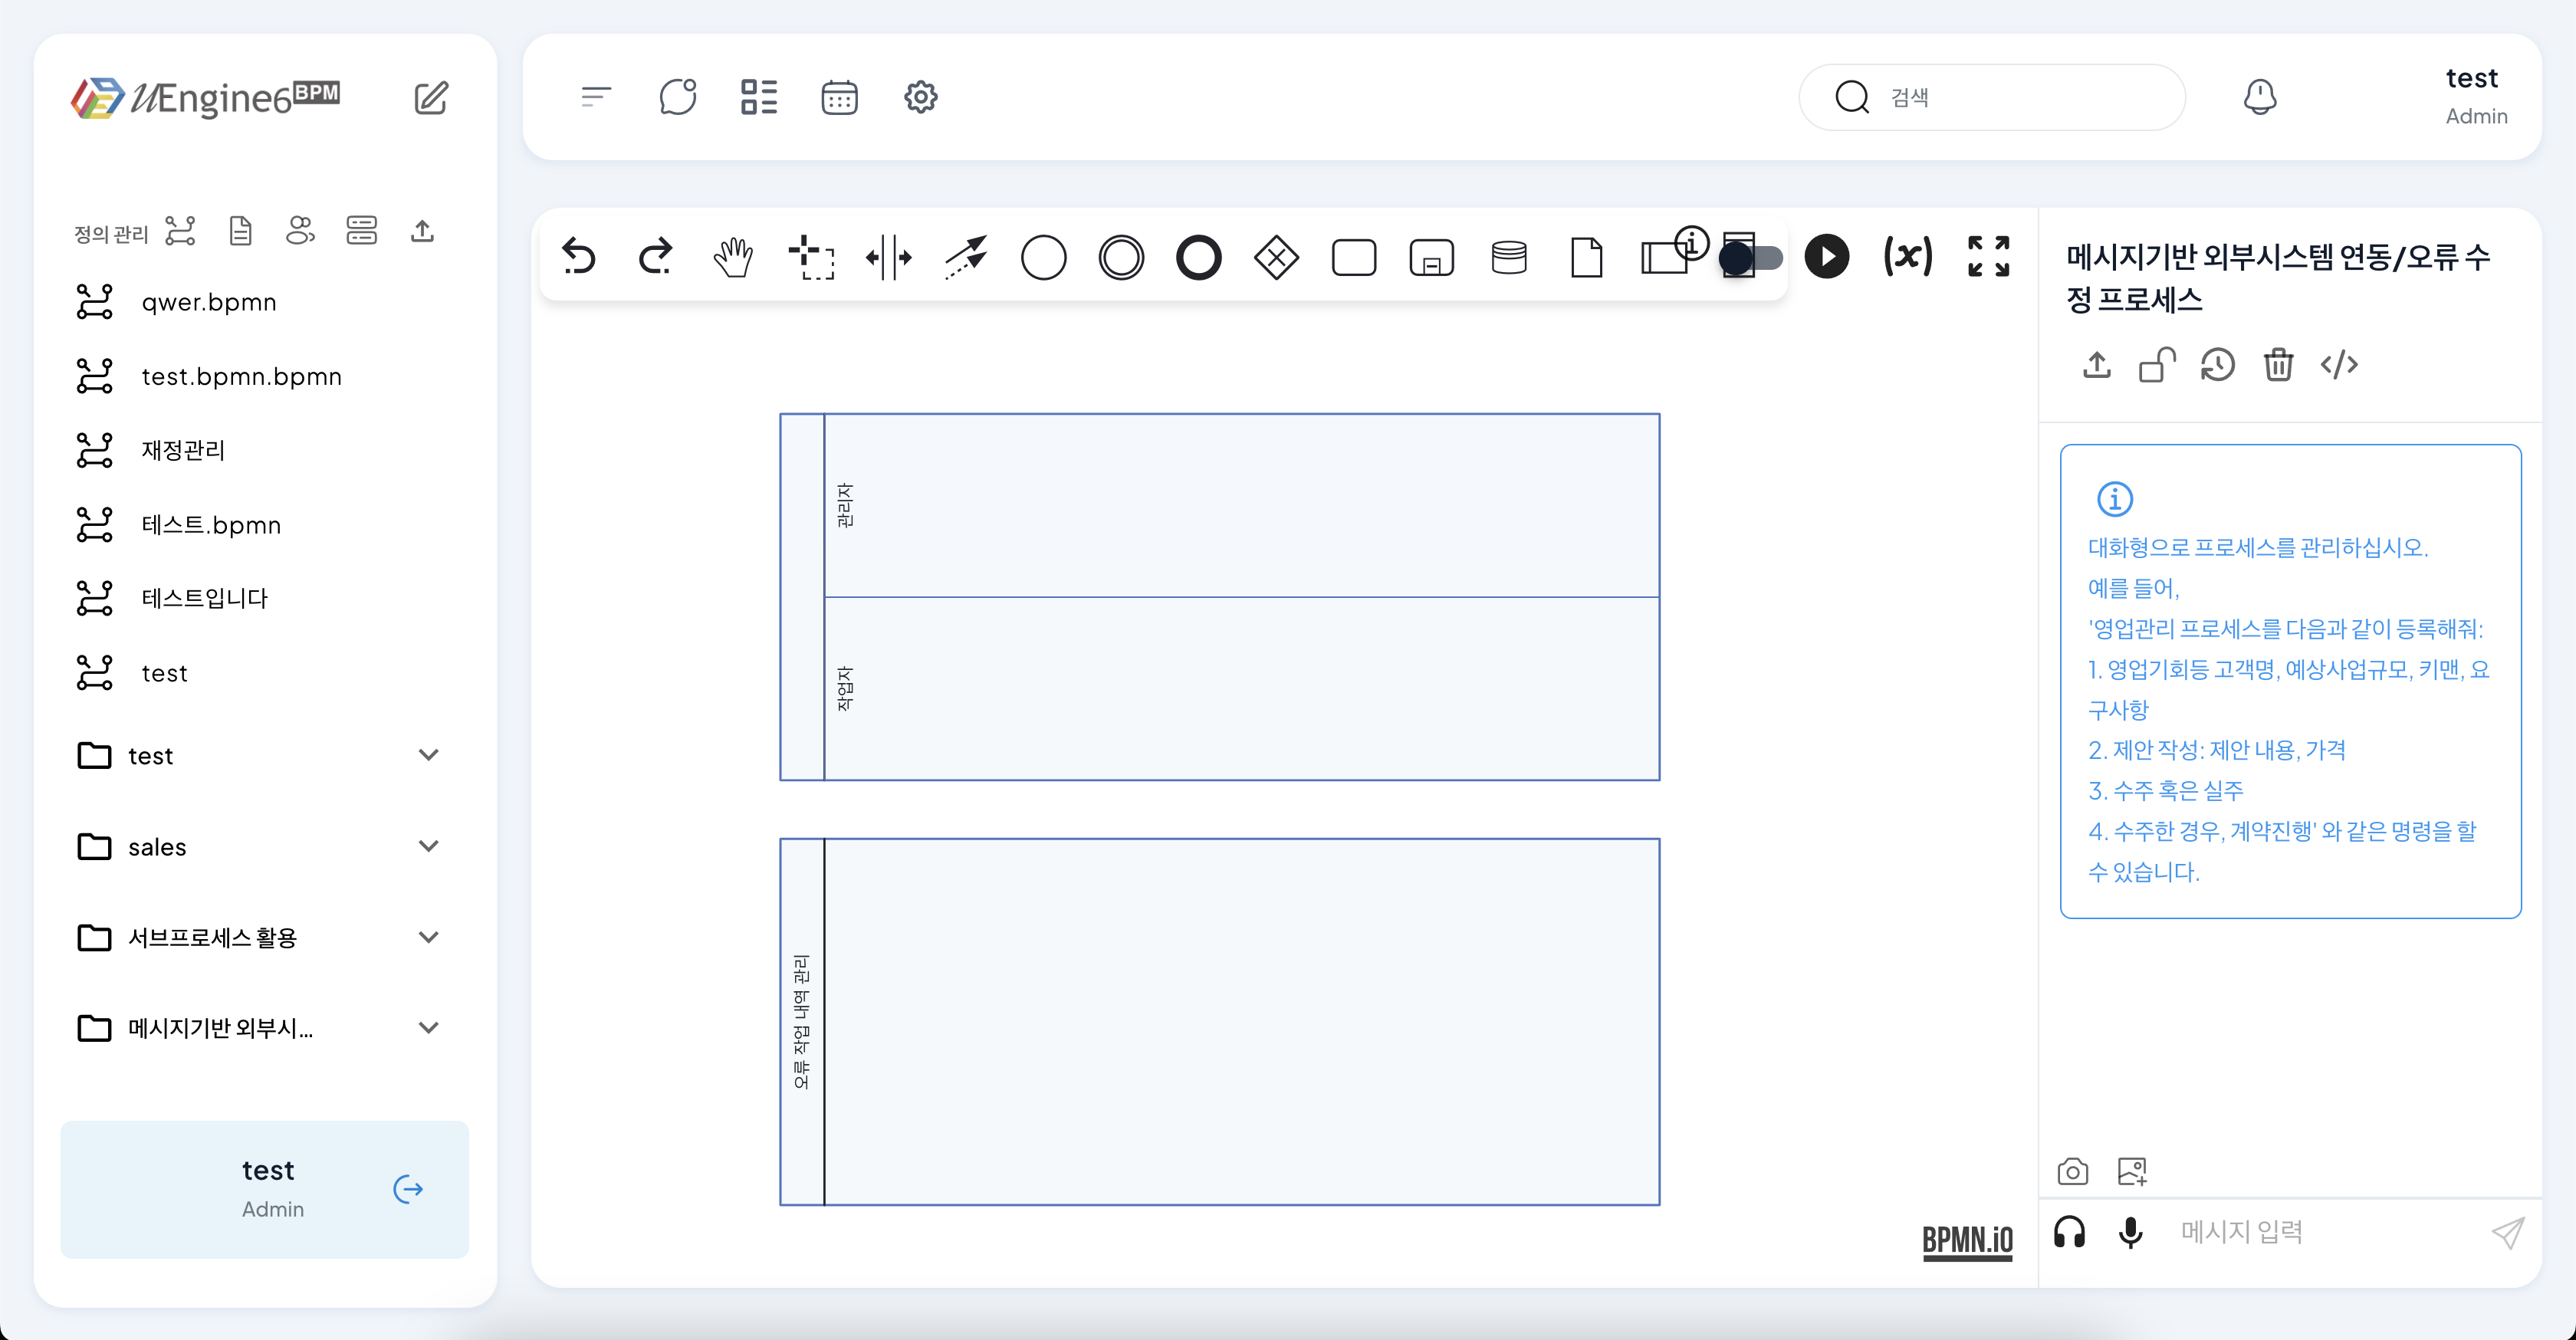 uEngine6BPM
정의 관리
qwer.bpmn
test.bpmn.bpmn
재정관리
테스트.bpmn
테스트입니다
test
test
sales
서브프로세스 활용
메시지기반 외부시...
test
Admin
검색
test
Admin
(x)
관리자
작업자
오류 작업 내역 관리
BPMN.iO
메시지기반 외부시스템 연동/오류 수
정 프로세스
대화형으로 프로세스를 관리하십시오.
예를 들어,
'영업관리 프로세스를 다음과 같이 등록해줘:
1. 영업기회등 고객명, 예상사업규모, 키맨, 요
구사항
2. 제안 작성: 제안 내용, 가격
3. 수주 혹은 실주
4. 수주한 경우, 계약진행' 와 같은 명령을 할
수 있습니다.
메시지 입력